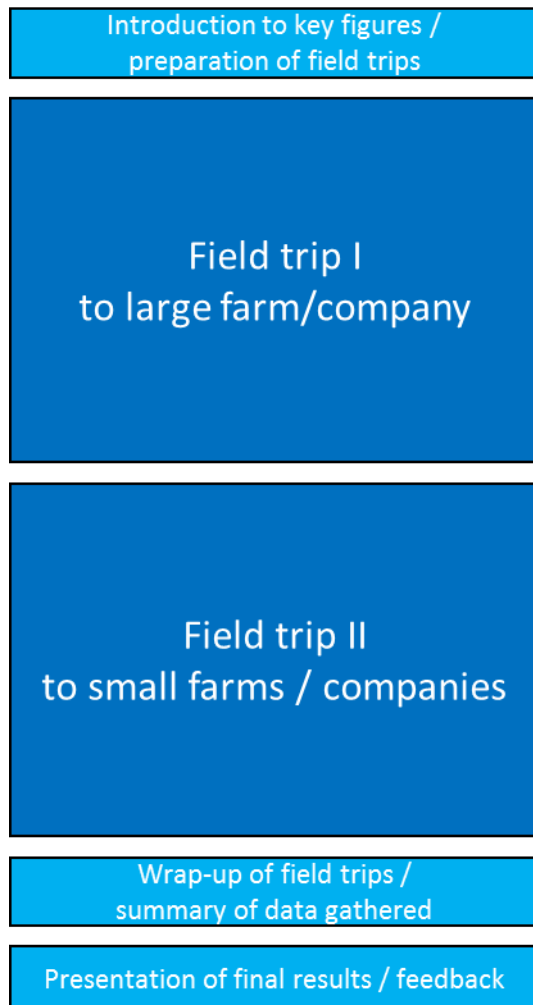 Introduction to key figures /
preparation of field trips
Field trip I
to large farm/company
Field trip II
to small farms / companies
Wrap-up of field trips /
summary of data gathered
Presentation of final results / feedback